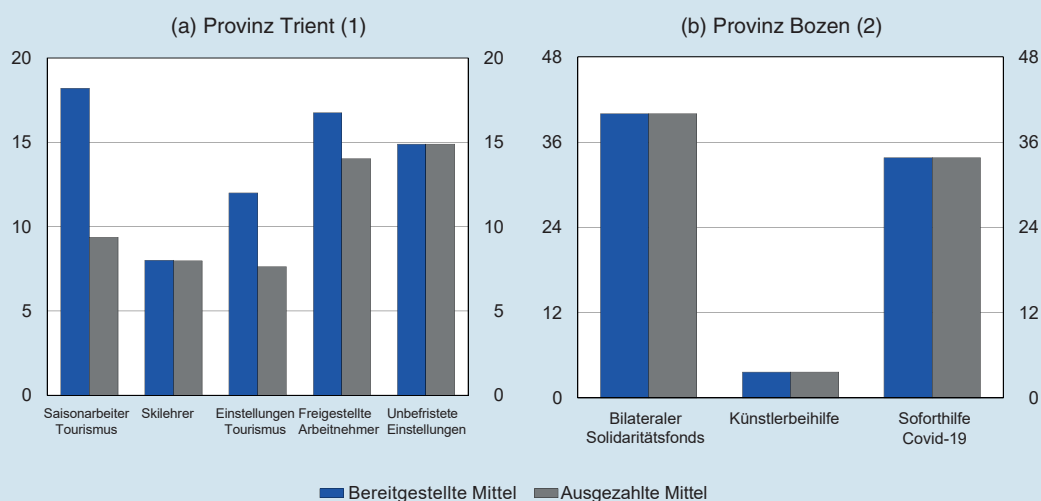 (a) Provinz Trient (1)
20 20
15 15
10 10
5 5
0 0
Saisonarbeiter Tourismus
Skilehrer
Einstellungen Tourismus
Freigestellte Arbeitnehmer
Unbefristete Einstellungen
(b) Provinz Bozen (2)
48 48
36 36
24 24
12 12
0 0
Bilateraler Solidaritätsfonds
Künstlerbeihilfe
Soforthilfe Covid-19
Bereitgestellte Mittel Ausgezahlte Mittel